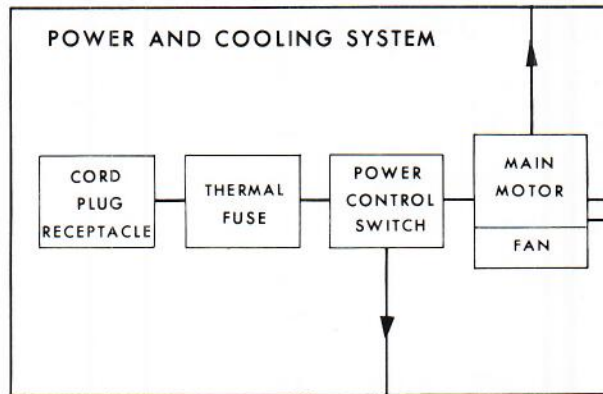 POWER AND COOLING SYSTEM
CORD
PLUG
RECEPTACLE
THERMAL
FUSE
POWER
CONTROL
SWITCH
MAIN
MOTOR
FAN